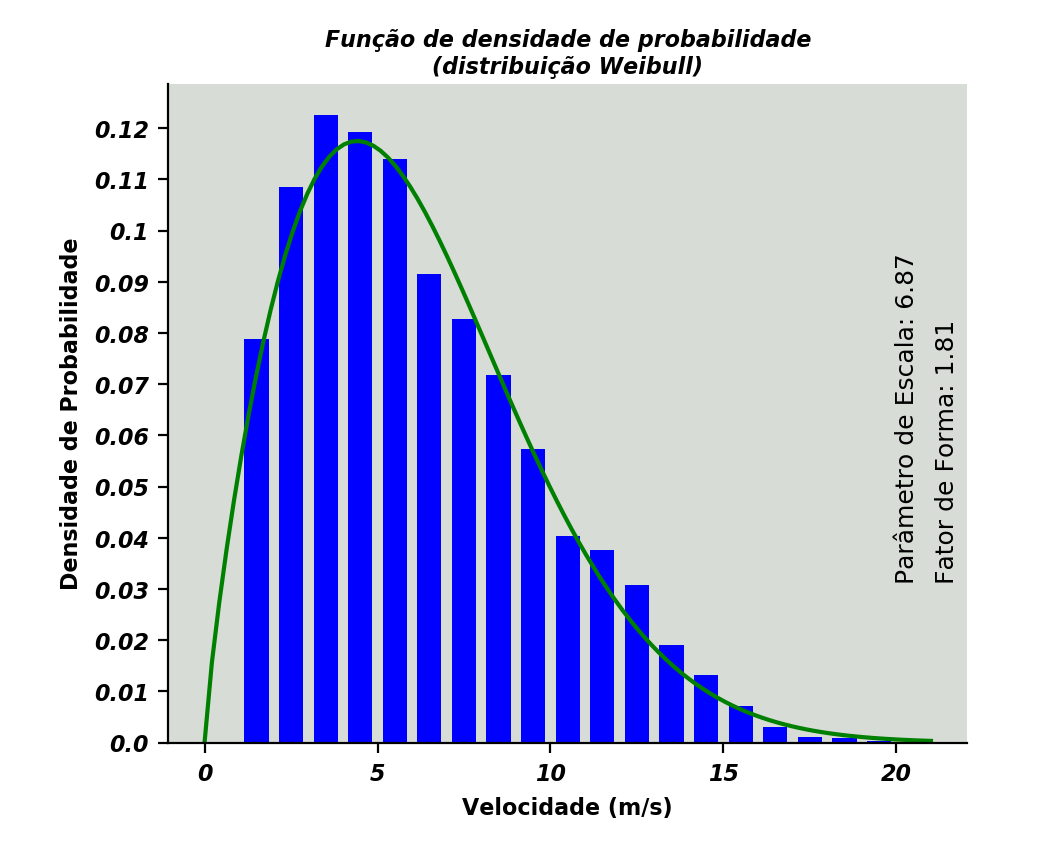 Função de densidade de probabilidade
(distribuição Weibull)
0.12
0.11
0.1
0.09
0.08
0.07
0.06
0.05
0.04
0.03
0.02
0.01
0.0
Densidade de Probabilidade
Parâmetro de Escala: 6.87
Fator de Forma: 1.81
0 5 10 15 20
Velocidade (m/s)